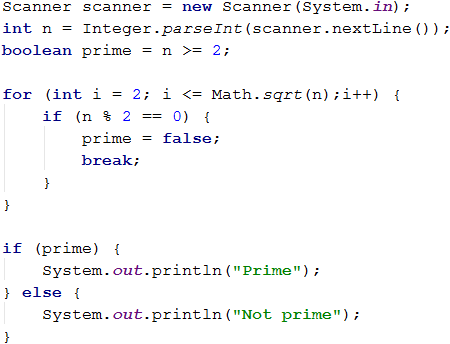 Scanner scanner = new Scanner(System.in);
int n = Integer.parseInt(scanner.nextLine());
boolean prime = n >= 2;
for (int i = 2; i <= Math.sqrt(n);i++) {
if (n % 2 == 0) {
prime = false;
break;
}
}
if (prime) {
System.out.println("Prime");
} else {
System.out.println("Not prime");
}